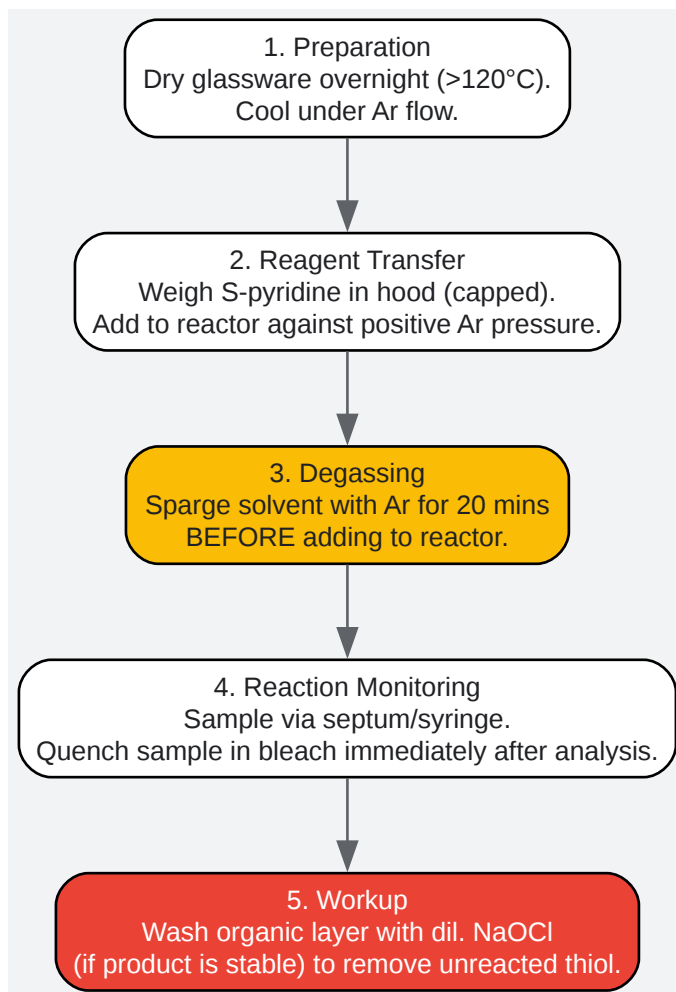 1. Preparation
Dry glassware overnight (>120°C).
Cool under Ar flow.
2. Reagent Transfer
Weigh S-pyridine in hood (capped).
Add to reactor against positive Ar pressure.
3. Degassing
Sparge solvent with Ar for 20 mins
BEFORE adding to reactor.
4. Reaction Monitoring
Sample via septum/syringe.
Quench sample in bleach immediately after analysis.
5. Workup
Wash organic layer with dil. NaOCl
(if product is stable) to remove unreacted thiol.